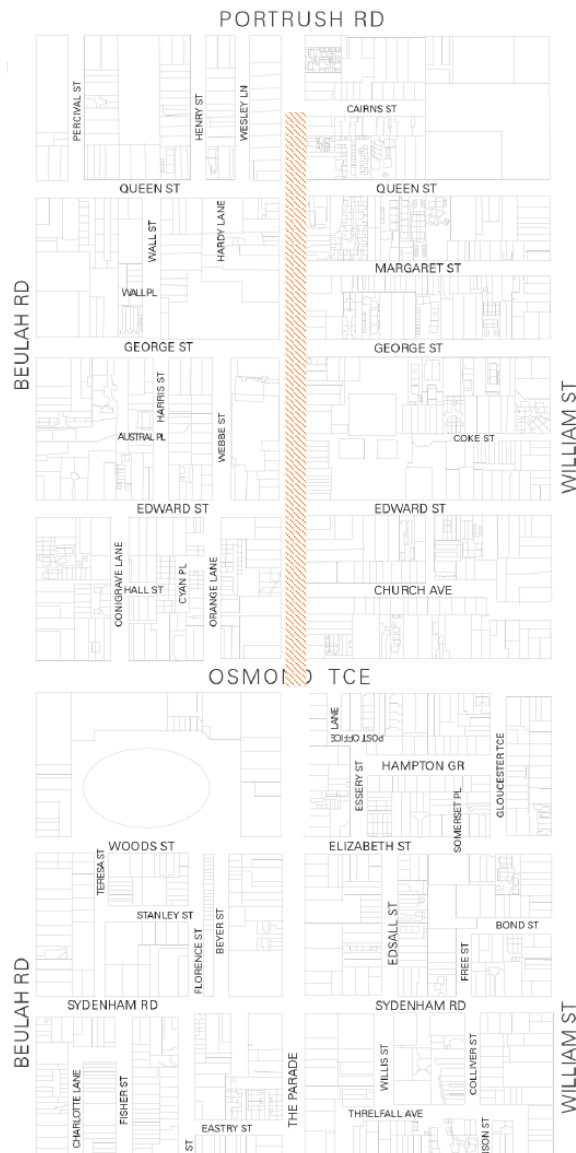 PORTRUSH RD
PERCIVAL ST
HENRY ST
WESLEY LN
CAIRNS ST
QUEEN ST
QUEEN ST
WALL ST
HARDY LANE
MARGARET ST
WALL PL
BEULAH RD
GEORGE ST
GEORGE ST
HARRIS ST
WEBBE ST
AUSTRAL PL
COKE ST
WILLIAM ST
EDWARD ST
EDWARD ST
CONIGRAVE LANE
HALL ST
CYAN PL
ORANGE LANE
CHURCH AVE
OSMOND TCE
POST OFFICE
LANE
HAMPTON GR
ESSERY ST
SOMERSET PL
GLOUCESTER TCE
WOODS ST
ELIZABETH ST
TERESA ST
STANLEY ST
FLORENCE ST
BEYER ST
EDSALL ST
BOND ST
FREE ST
BEULAH RD
SYDENHAM RD
SYDENHAM RD
WILLIAM ST
CHARLOTTE LANE
FISHER ST
THE PARADE
WILLIS ST
COLLIVER ST
THRELFALL AVE
EASTRY ST
ST
ISON ST